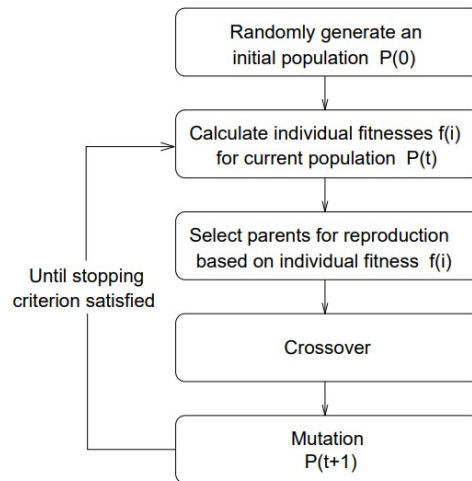 Randomly generate an
initial population P(0)
Calculate individual fitnesses f(i)
for current population P(t)
Select parents for reproduction
based on individual fitness f(i)
Until stopping
criterion satisfied
Crossover
Mutation
P(t+1)